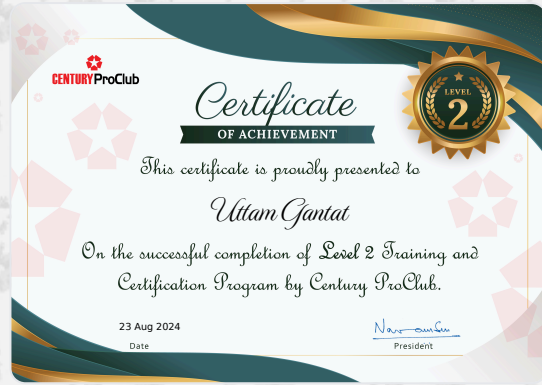 CENTURY ProClub
Certificate
OF ACHIEVEMENT
LEVEL
2
This certificate is proudly presented to
Uttam Gantat
On the successful completion of Level 2 Training and
Certification Program by Century ProClub.
23 Aug 2024
Date
President